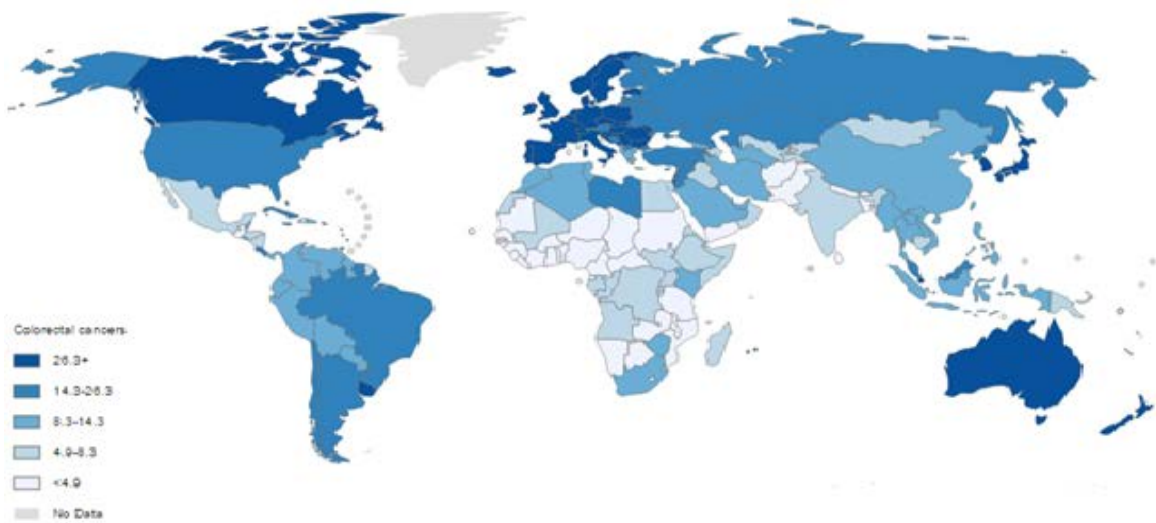 Colorectal cancers
26.3+
14.3-26.3
8.3-14.3
4.9-8.3
<4.9
No Data